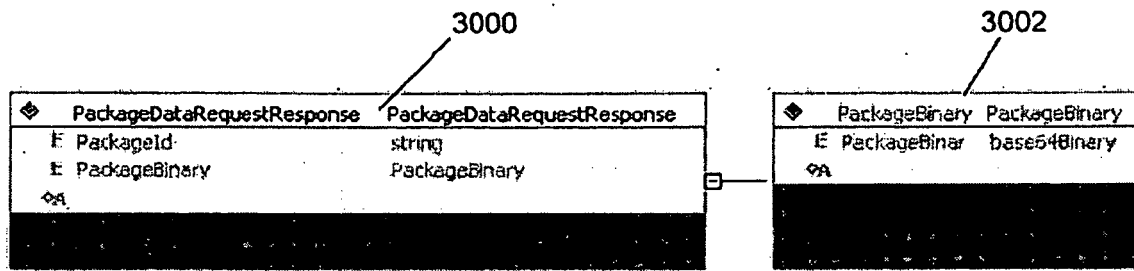 3000
3002
PackageDataRequestResponse PackageDataRequestResponse
E PackageId string
E PackageBinary PackageBinary
A
PackageBinary PackageBinary
E PackageBinar base64Binary
A